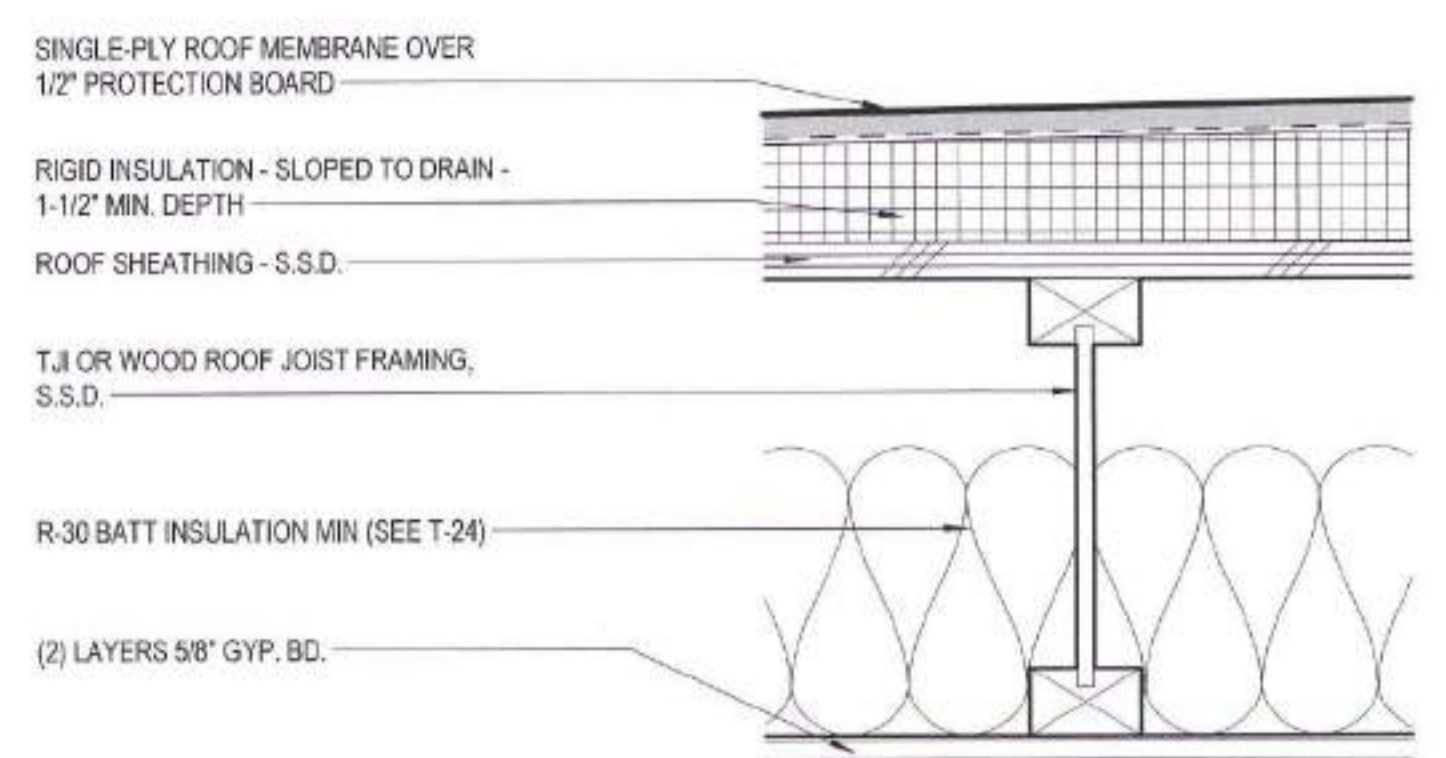 SINGLE-PLY ROOF MEMBRANE OVER
1/2" PROTECTION BOARD
RIGID INSULATION - SLOPED TO DRAIN -
1-1/2" MIN. DEPTH
ROOF SHEATHING - S.S.D.
TJI OR WOOD ROOF JOIST FRAMING,
S.S.D.
R-30 BATT INSULATION MIN (SEE T-24)
(2) LAYERS 5/8" GYP. BD.